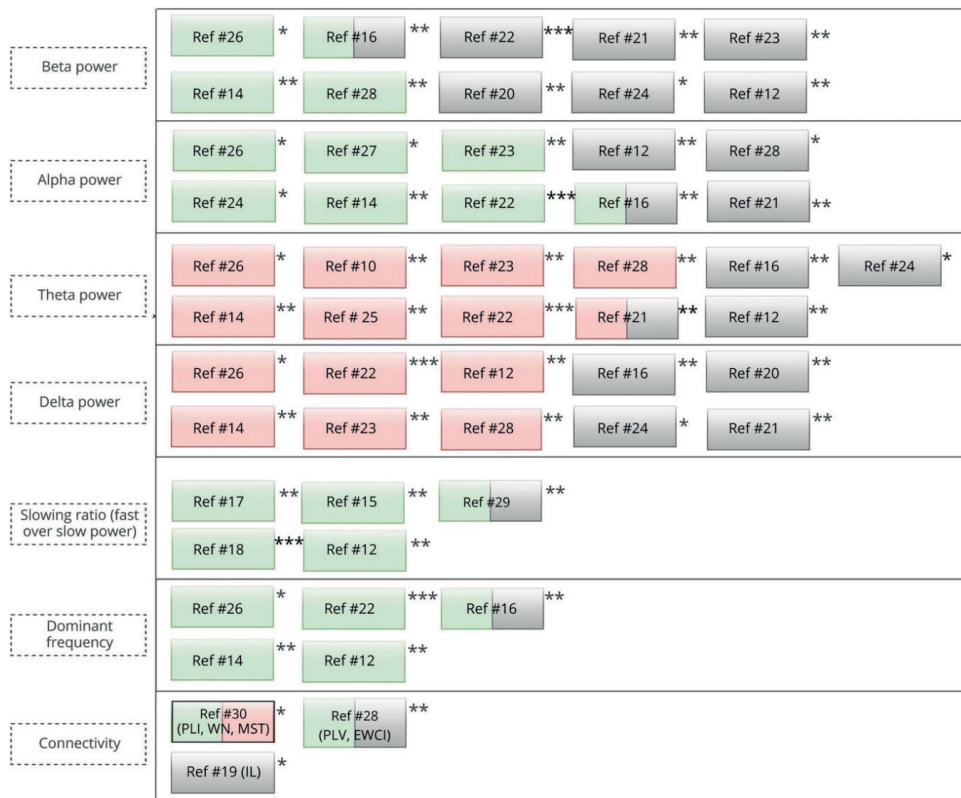 Beta power
Ref #26 * Ref #16 ** Ref #22 *** Ref #21 ** Ref #23 **
Ref #14 ** Ref #28 ** Ref #20 ** Ref #24 * Ref #12 **
Alpha power
Ref #26 * Ref #27 * Ref #23 ** Ref #12 ** Ref #28 *
Ref #24 * Ref #14 ** Ref #22 *** Ref #16 ** Ref #21 **
Theta power
Ref #26 * Ref #10 ** Ref #23 ** Ref #28 ** Ref #16 ** Ref #24 *
Ref #14 ** Ref # 25 ** Ref #22 *** Ref #21 ** Ref #12 **
Delta power
Ref #26 * Ref #22 *** Ref #12 ** Ref #16 ** Ref #20 **
Ref #14 ** Ref #23 ** Ref #28 ** Ref #24 * Ref #21 **
Slowing ratio (fast
over slow power)
Ref #17 ** Ref #15 ** Ref #29 **
Ref #18 *** Ref #12 **
Dominant
frequency
Ref #26 * Ref #22 *** Ref #16 **
Ref #14 ** Ref #12 **
Connectivity
Ref #30 * Ref #28 **
(PLI, WN, MST) (PLV, EWCI)
Ref #19 (IL) *